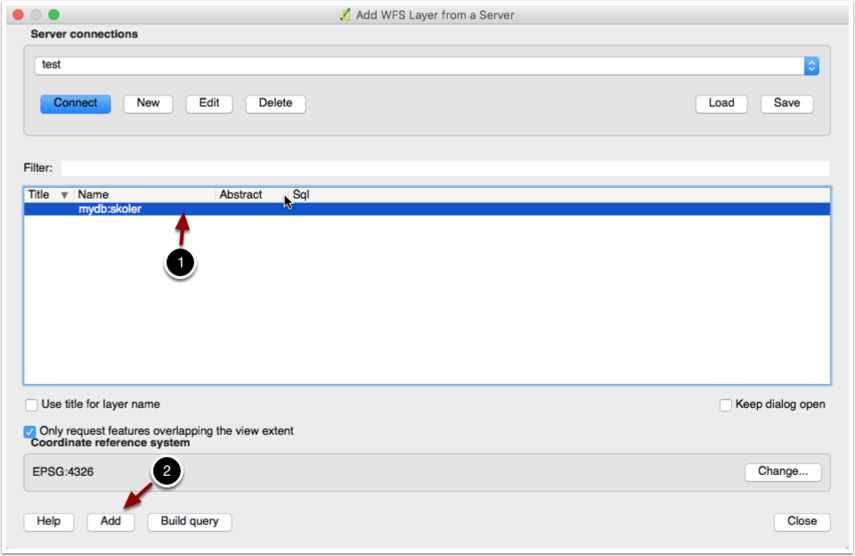 Add WFS Layer from a Server
Server connections
test
Connect New Edit Delete Load Save
Filter:
Title Name Abstract Sql
mydb:skoler
1
Use title for layer name Keep dialog open
Only request features overlapping the view extent
Coordinate reference system
2
EPSG:4326 Change...
Help Add Build query Close